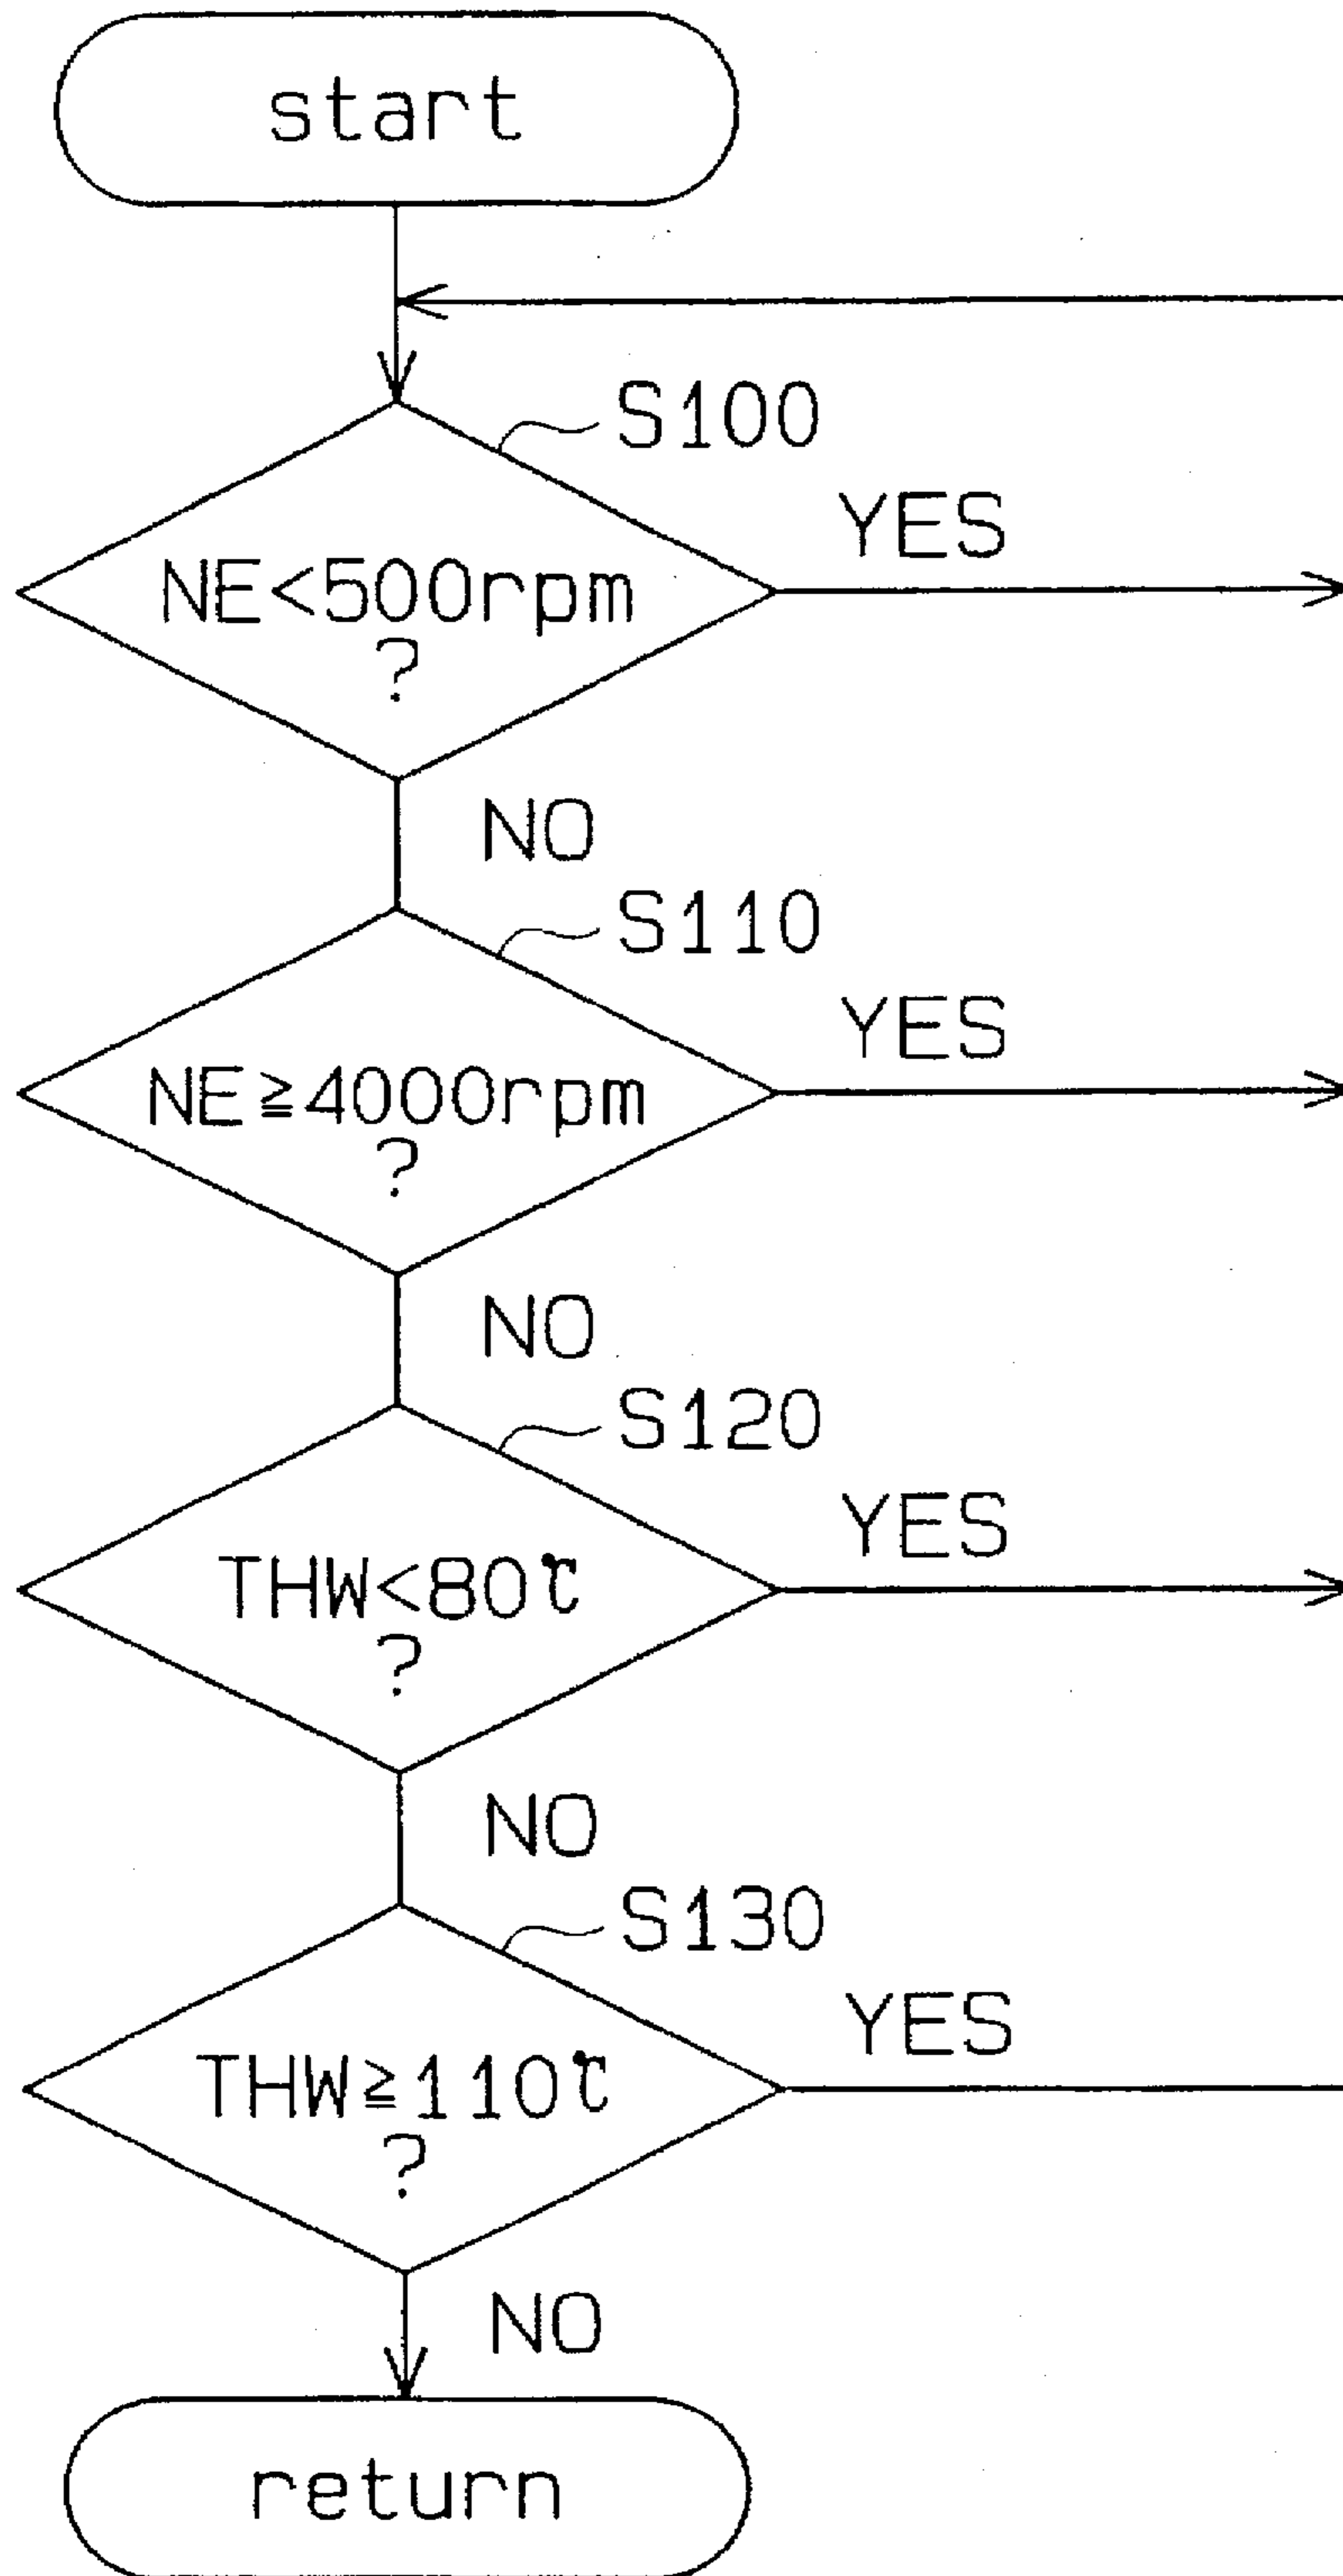 start
S100
YES
NE<500rpm
?
NO
S110
YES
NE≧4000rpm
?
NO
S120
YES
THW<80℃
?
NO
S130
YES
THW≧110℃
?
NO
return